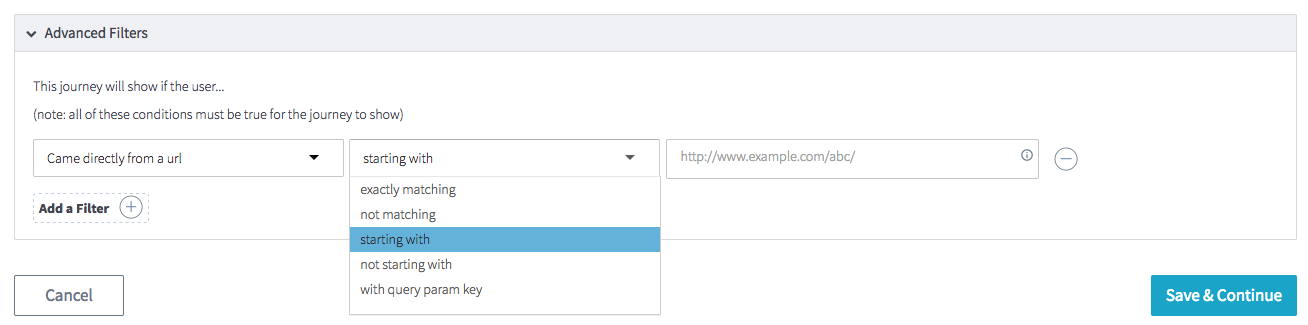 Advanced Filters
This journey will show if the user...
(note: all of these conditions must be true for the journey to show)
Came directly from a url
starting with
http://www.example.com/abc/
exactly matching
not matching
starting with
not starting with
with query param key
Add a Filter
Cancel
Save & Continue